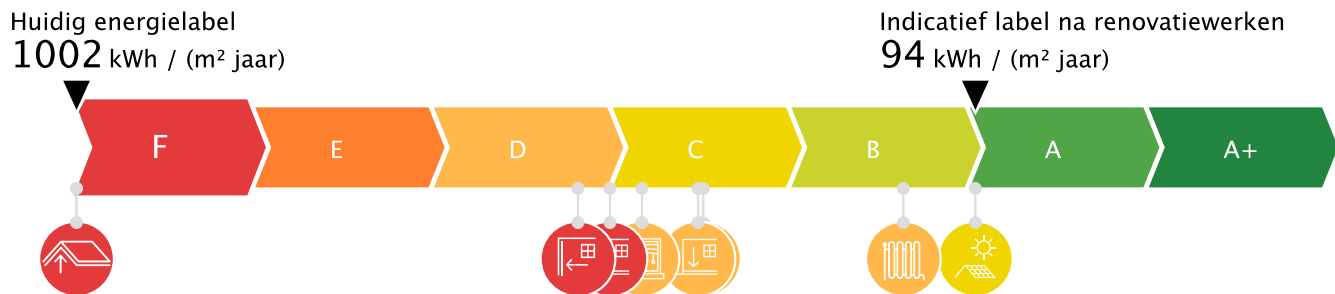 Huidig energielabel
1002 kWh / (m² jaar)
Indicatief label na renovatiewerken
94 kWh / (m² jaar)
F E D C B A A+